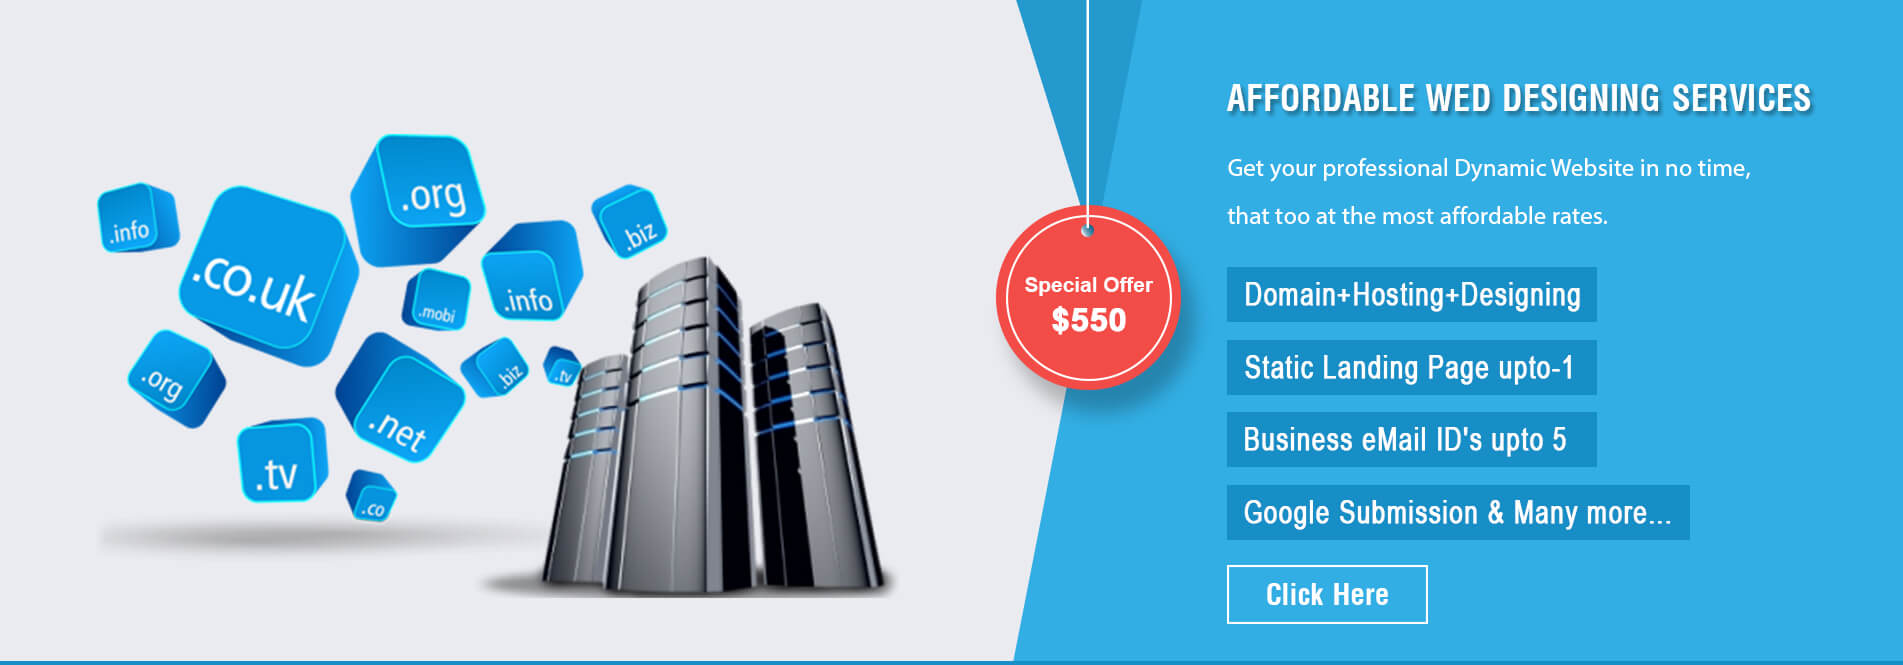 .info
.co.uk
.org
.mobi
.info
.biz
.org
.net
.biz
.tv
.tv
.co
Special Offer
$550
AFFORDABLE WED DESIGNING SERVICES
Get your professional Dynamic Website in no time,
that too at the most affordable rates.
Domain+Hosting+Designing
Static Landing Page upto-1
Business eMail ID's upto 5
Google Submission & Many more...
Click Here